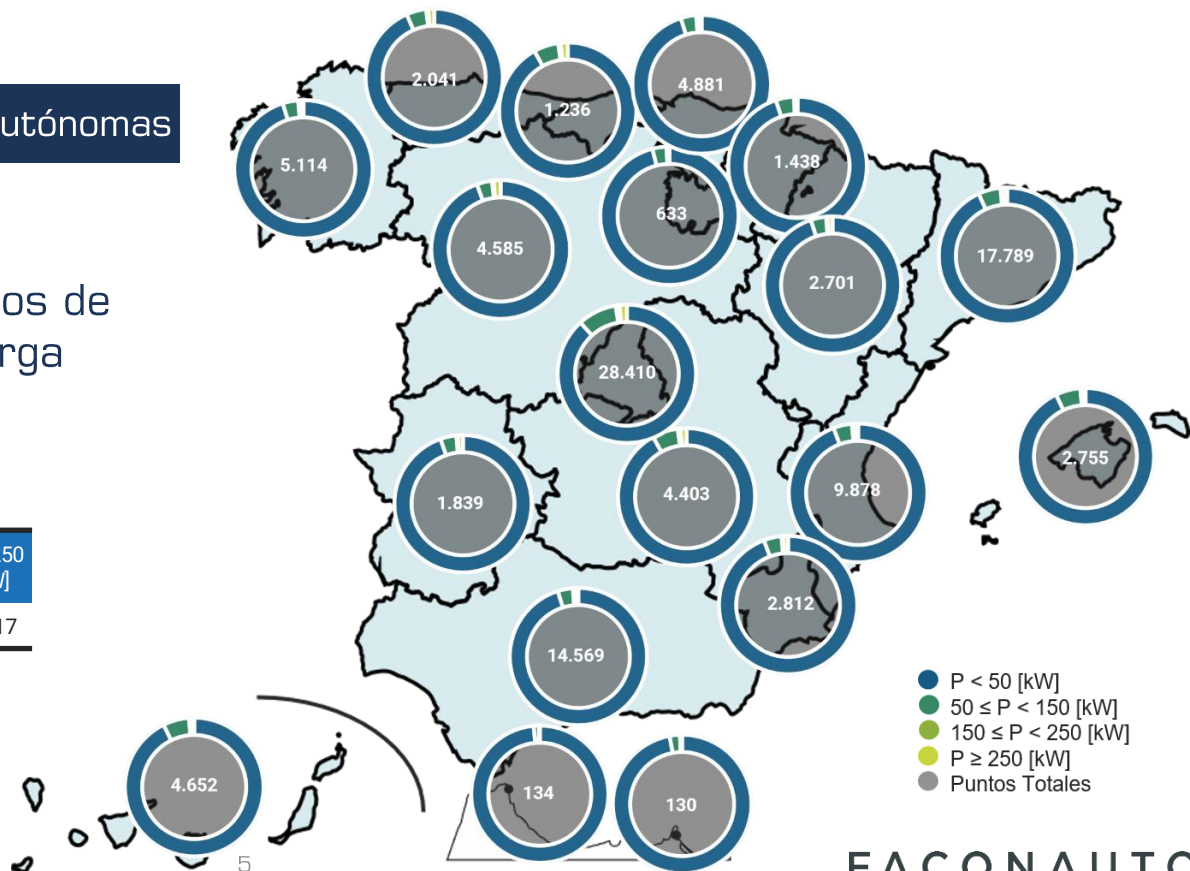 utónomas
os de
rga
50
W]
17
2.041
1.236
4.881
5.114
1.438
633
4.585
17.789
2.701
28.410
2.755
1.839
4.403
9.878
2.812
14.569
4.652
134
130
P < 50 [kW]
50 ≤ P < 150 [kW]
150 ≤ P < 250 [kW]
P ≥ 250 [kW]
Puntos Totales
5
FACONAUTO